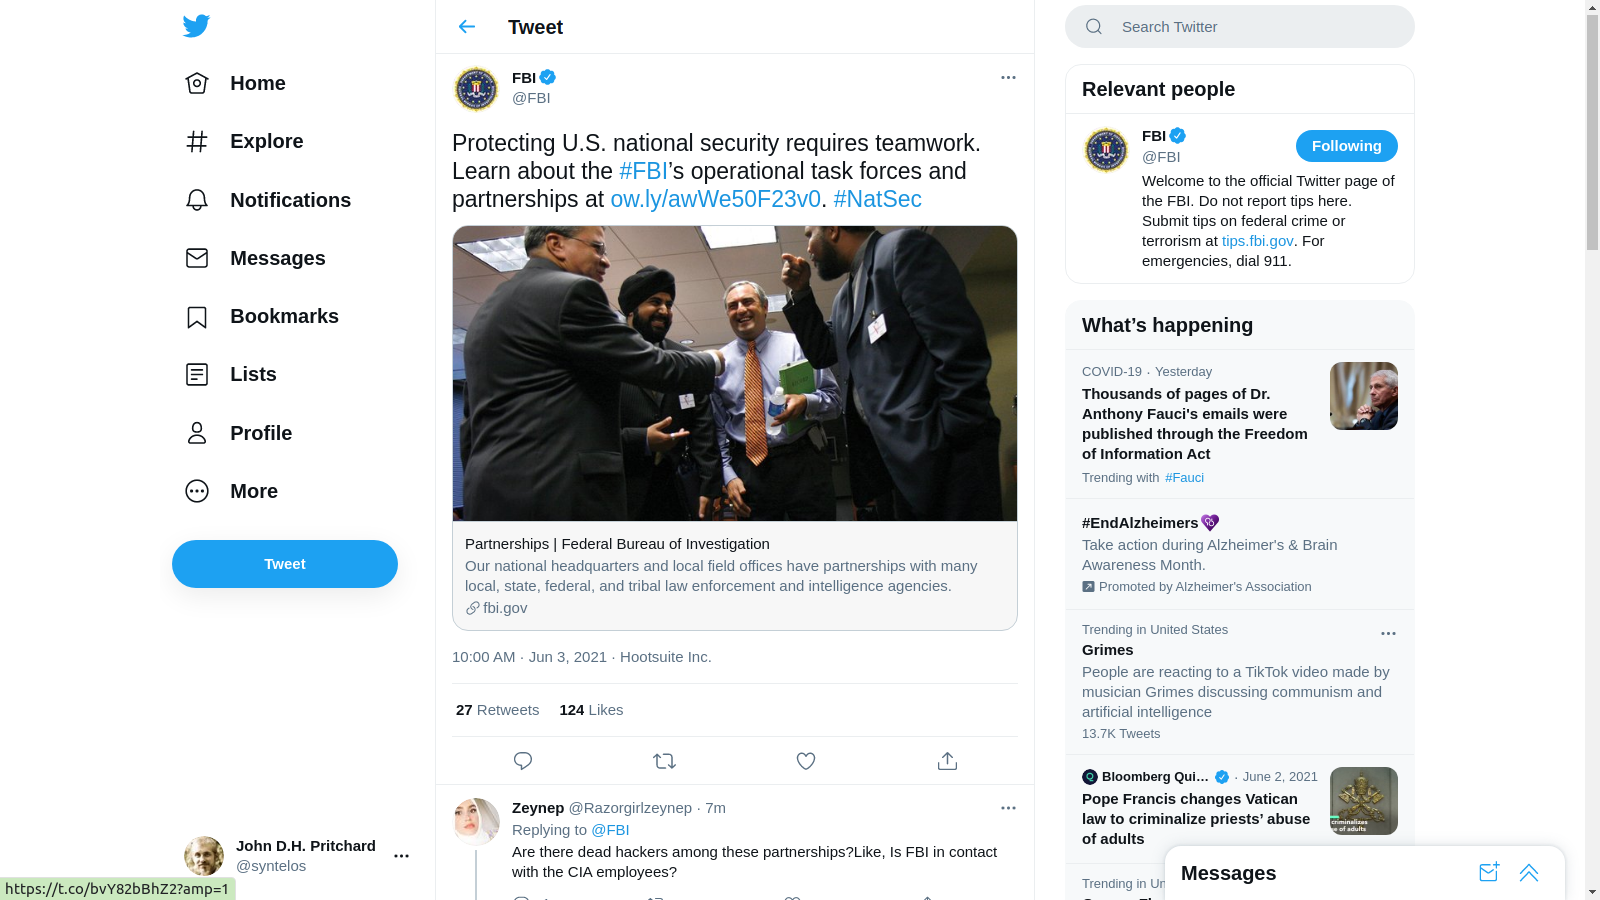 Home
Explore
Notifications
Messages
Bookmarks
Lists
Profile
More
Tweet
John D.H. Pritchard
@syntelos
https://t.co/bvY82bBhZ2?amp=1
Tweet
FBI
@FBI
Protecting U.S. national security requires teamwork.
Learn about the #FBI’s operational task forces and
partnerships at ow.ly/awWe50F23v0. #NatSec
Partnerships | Federal Bureau of Investigation
Our national headquarters and local field offices have partnerships with many
local, state, federal, and tribal law enforcement and intelligence agencies.
fbi.gov
10:00 AM · Jun 3, 2021 · Hootsuite Inc.
27 Retweets 124 Likes
Zeynep @Razorgirlzeynep · 7m
Replying to @FBI
Are there dead hackers among these partnerships?Like, Is FBI in contact
with the CIA employees?
Search Twitter
Relevant people
FBI
@FBI
Following
Welcome to the official Twitter page of
the FBI. Do not report tips here.
Submit tips on federal crime or
terrorism at tips.fbi.gov. For
emergencies, dial 911.
What’s happening
COVID-19 · Yesterday
Thousands of pages of Dr.
Anthony Fauci's emails were
published through the Freedom
of Information Act
Trending with #Fauci
#EndAlzheimers
Take action during Alzheimer's & Brain
Awareness Month.
Promoted by Alzheimer's Association
Trending in United States
Grimes
People are reacting to a TikTok video made by
musician Grimes discussing communism and
artificial intelligence
13.7K Tweets
Bloomberg Qui... · June 2, 2021
Pope Francis changes Vatican
law to criminalize priests’ abuse
of adults
criminalizes
of adults
Trending in Un
Messages